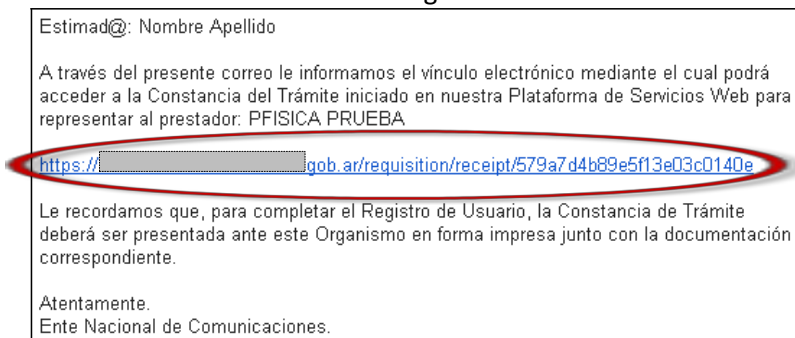 Estimad@: Nombre Apellido
A través del presente correo le informamos el vínculo electrónico mediante el cual podrá
acceder a la Constancia del Trámite iniciado en nuestra Plataforma de Servicios Web para
representar al prestador: PFISICA PRUEBA
https:// gob.ar/requisition/receipt/579a7d4b89e5f13e03c0140e
Le recordamos que, para completar el Registro de Usuario, la Constancia de Trámite
deberá ser presentada ante este Organismo en forma impresa junto con la documentación
correspondiente.
Atentamente.
Ente Nacional de Comunicaciones.